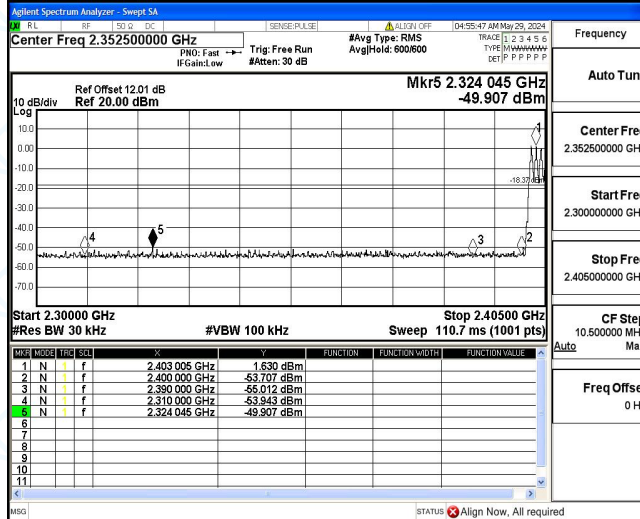 Agilent Spectrum Analyzer - Swept SA
RL RF 50 Ω DC SENSE:PULSE ALIGN OFF 04:55:47 AM May 29, 2024
Center Freq 2.352500000 GHz
PNO: Fast
IFGain:Low
Trig: Free Run
#Atten: 30 dB
#Avg Type: RMS
Avg|Hold: 600/600
TRACE 1 2 3 4 5 6
TYPE M W W W W W
DET P P P P P P
Mkr5 2.324 045 GHz
-49.907 dBm
Ref Offset 12.01 dB
10 dB/div Ref 20.00 dBm
Log
10.0
0.00
-10.0
-20.0
-30.0
-40.0
-50.0
-60.0
-70.0
-18.37 dBm
1
2
3
4
5
Start 2.30000 GHz Stop 2.40500 GHz
#Res BW 30 kHz #VBW 100 kHz Sweep 110.7 ms (1001 pts)
MKR MODE TRC SCL X Y FUNCTION FUNCTION WIDTH FUNCTION VALUE
1 N 1 f 2.403 005 GHz 1.630 dBm
2 N 1 f 2.400 000 GHz -53.707 dBm
3 N 1 f 2.390 000 GHz -55.012 dBm
4 N 1 f 2.310 000 GHz -53.943 dBm
5 N 1 f 2.324 045 GHz -49.907 dBm
6
7
8
9
10
11
MSG STATUS Align Now, All required
Frequency
Auto Tun
Center Fre
2.352500000 GH
Start Fre
2.300000000 GH
Stop Fre
2.405000000 GH
CF Step
10.500000 MH
Auto Ma
Freq Offse
0 H